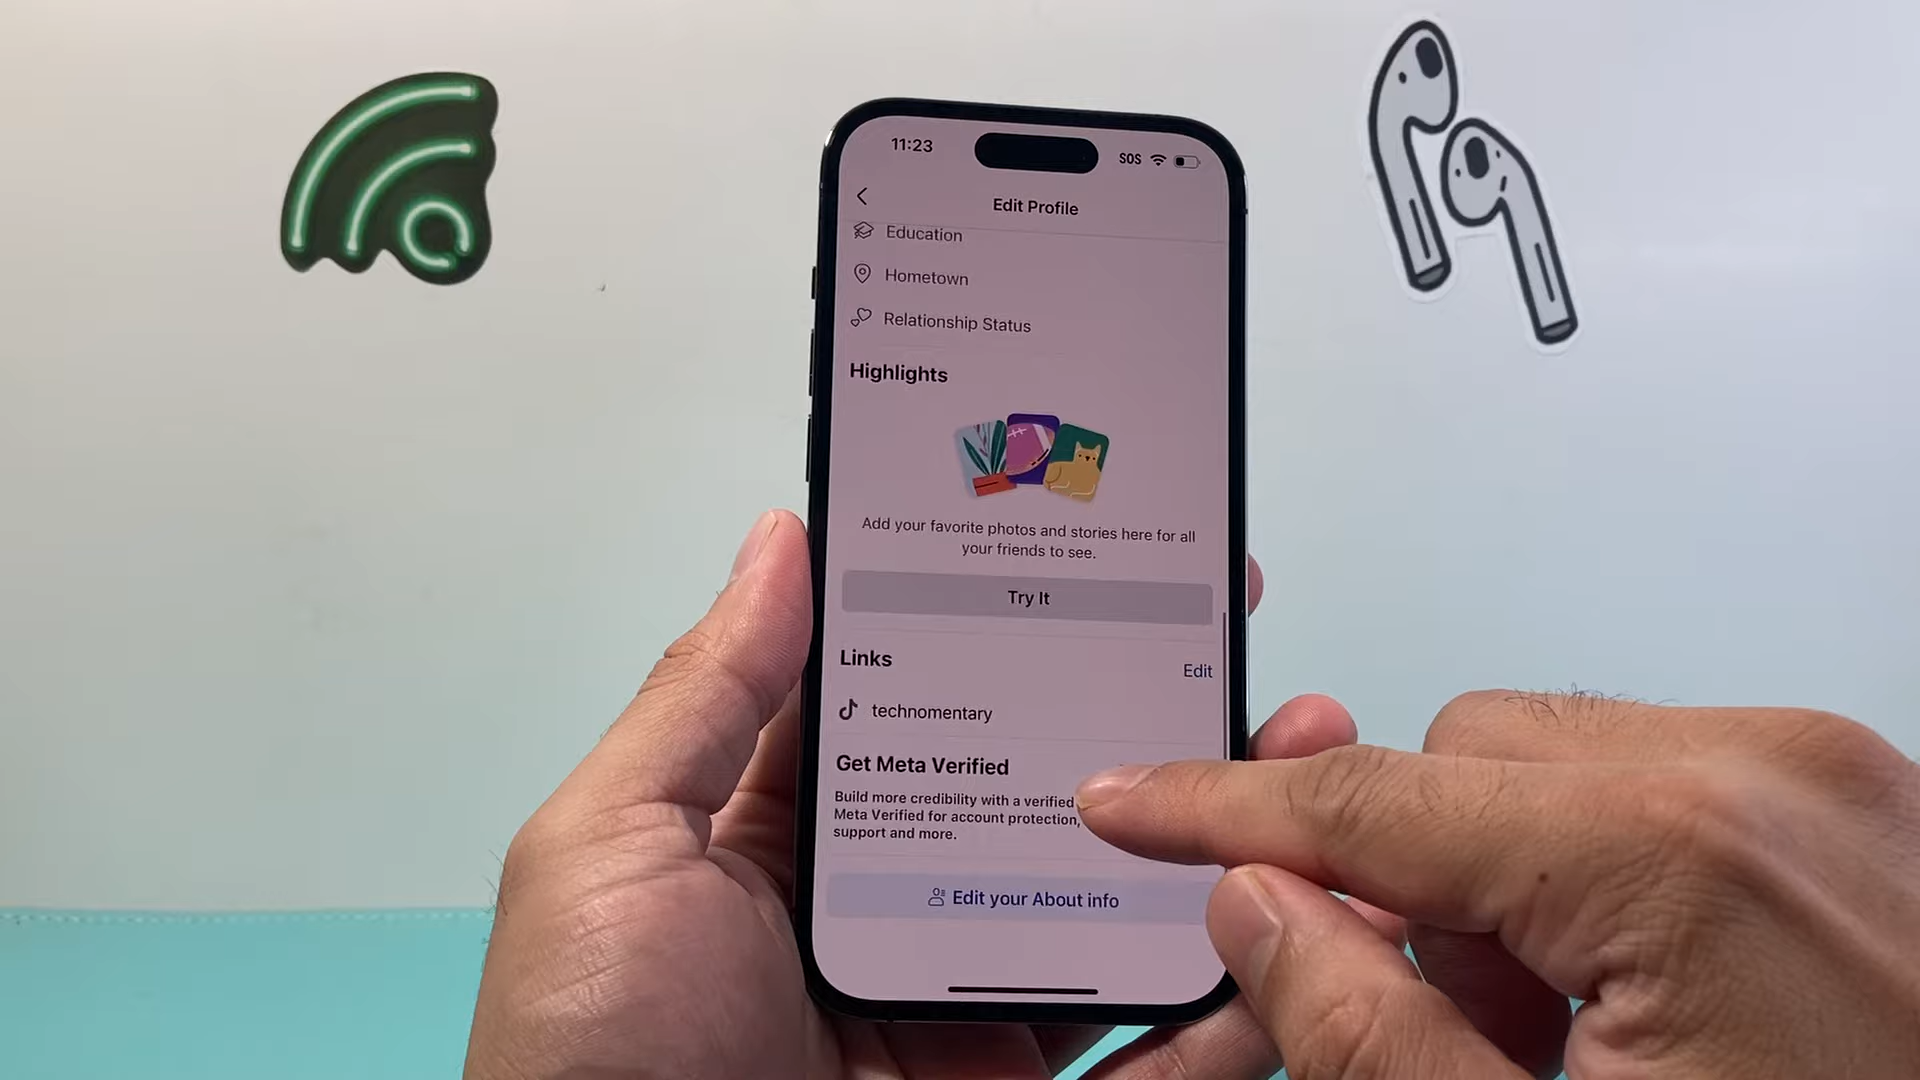 11:23
SOS
Edit Profile
Education
Hometown
Relationship Status
Highlights
Add your favorite photos and stories here for all
your friends to see.
Try It
Links
Edit
technomentary
Get Meta Verified
Build more credibility with a verified
Meta Verified for account protection,
support and more.
Edit your About info